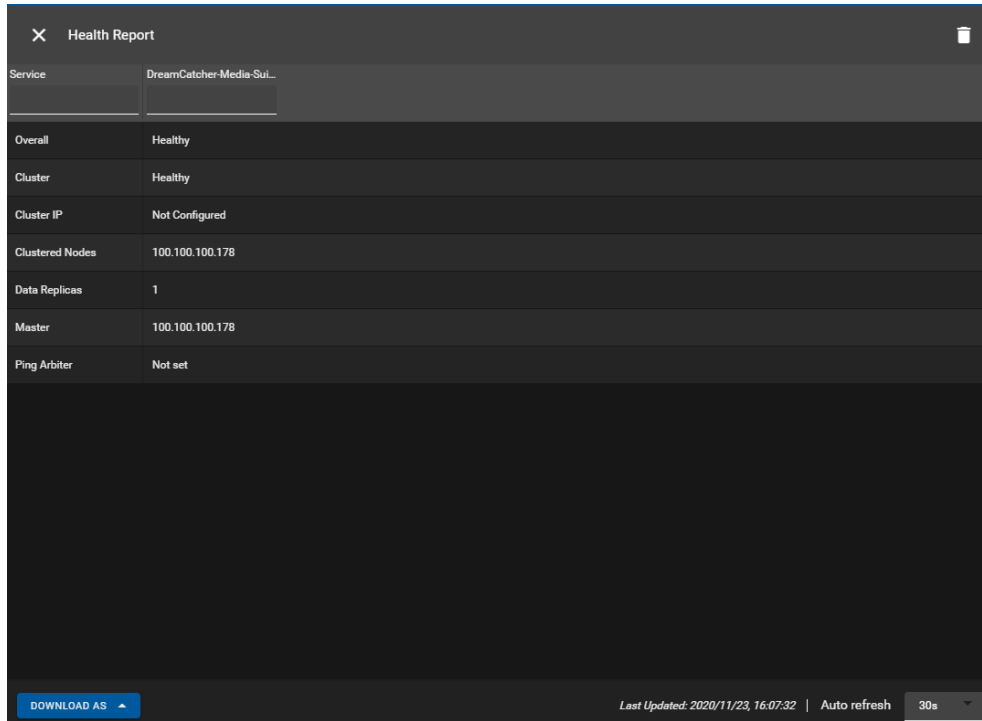 Health Report
Service DreamCatcher-Media-Sui...
Overall Healthy
Cluster Healthy
Cluster IP Not Configured
Clustered Nodes 100.100.100.178
Data Replicas 1
Master 100.100.100.178
Ping Arbiter Not set
DOWNLOAD AS Last Updated: 2020/11/23, 16:07:32 | Auto refresh 30s